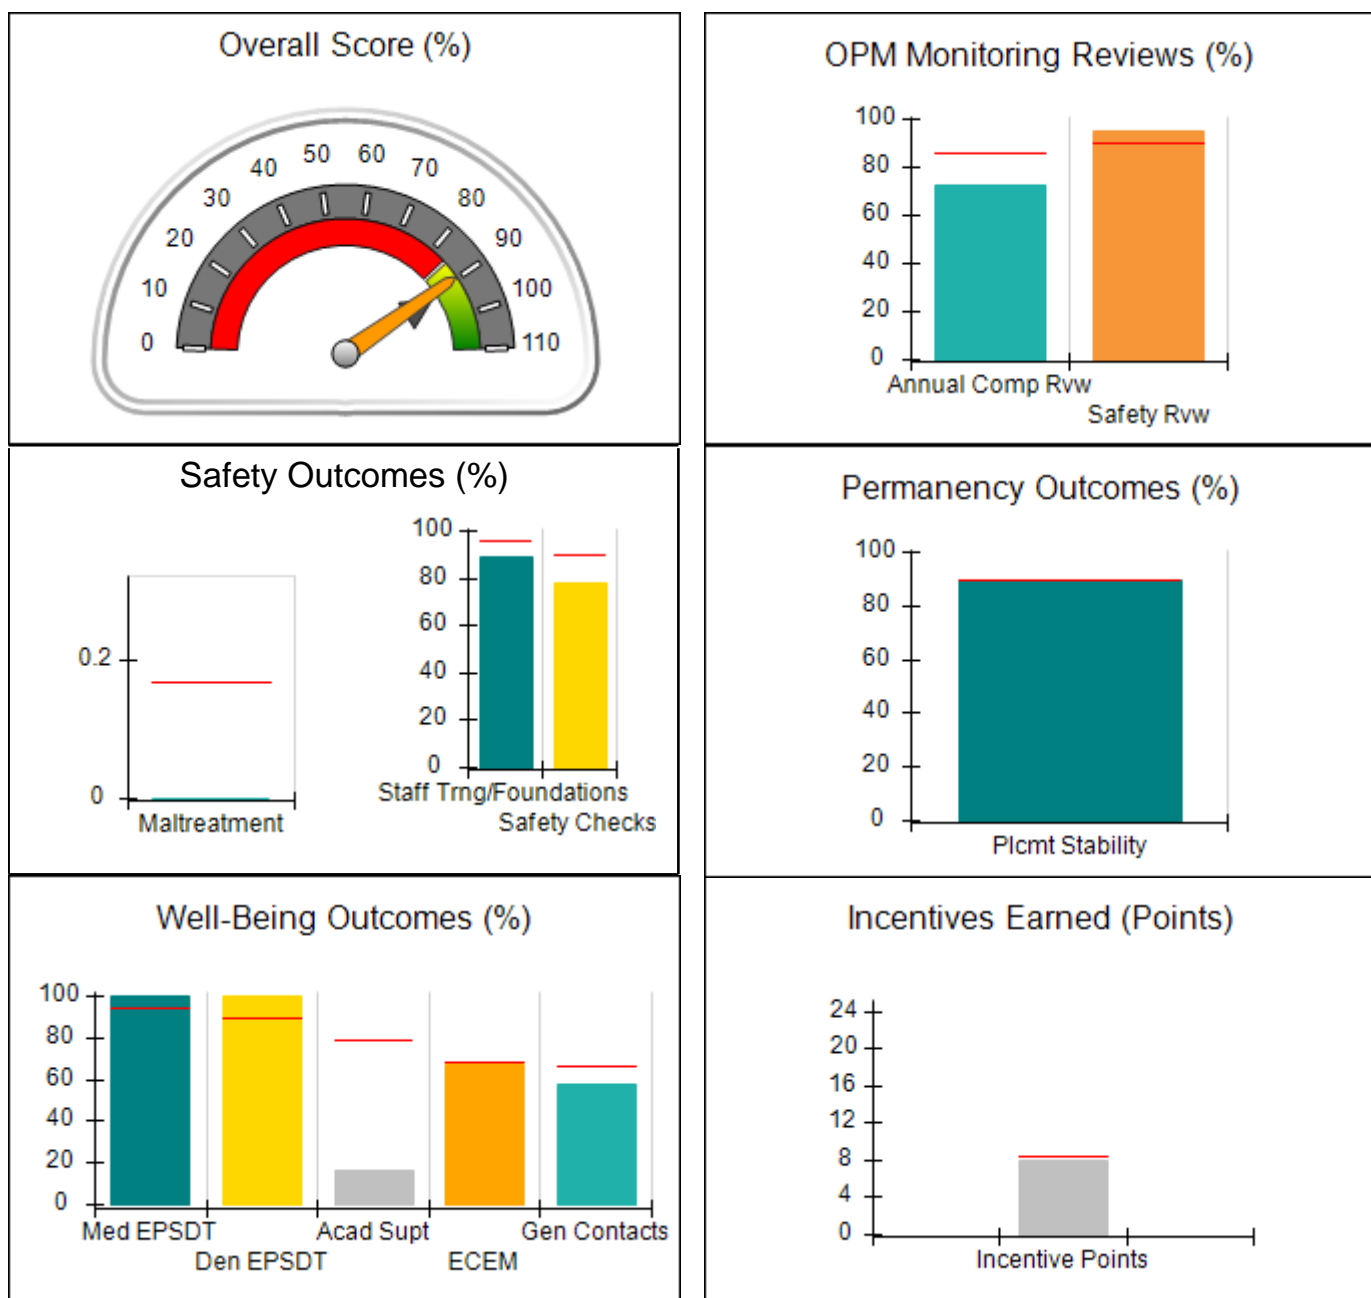 Overall Score (%)
0 10 20 30 40 50 60 70 80 90 100 110
OPM Monitoring Reviews (%)
100
80
60
40
20
0
Annual Comp Rvw
Safety Rvw
Safety Outcomes (%)
0.2
0
Maltreatment
100
80
60
40
20
0
Staff Trng/Foundations
Safety Checks
Permanency Outcomes (%)
100
80
60
40
20
0
Plcmt Stability
Well-Being Outcomes (%)
100
80
60
40
20
0
Med EPSDT Acad Supt Gen Contacts
Den EPSDT ECEM
Incentives Earned (Points)
24
20
16
12
8
4
0
Incentive Points